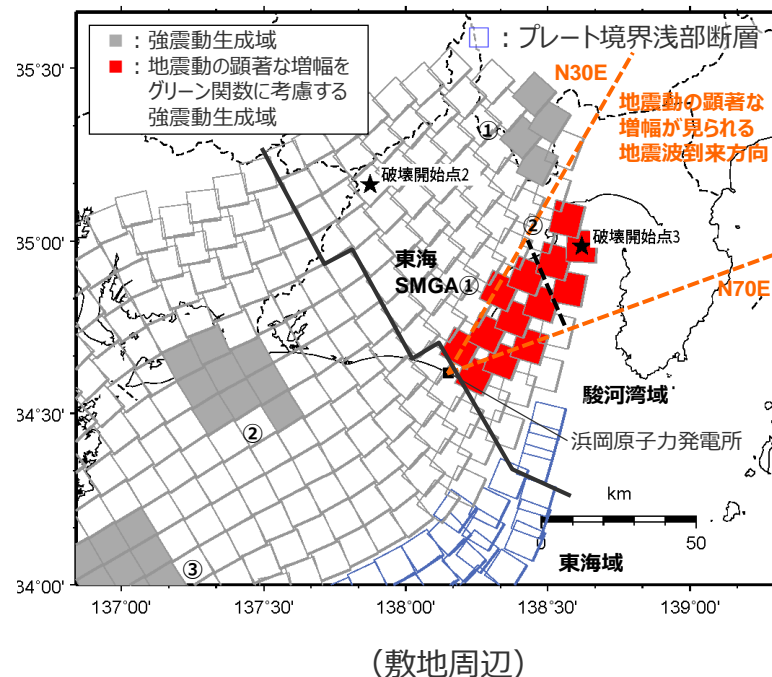 ■：強震動生成域
■：地震動の顕著な増幅を
グリーン関数に考慮する
強震動生成域
□：プレート境界浅部断層
N30E
地震動の顕著な
増幅が見られる
地震波到来方向
①
★破壊開始点2
②
★破壊開始点3
東海
SMGA①
N70E
駿河湾域
②
浜岡原子力発電所
km
0 50
③
東海域
35°30'
35°00'
34°30'
34°00'
137°00' 137°30' 138°00' 138°30' 139°00'
（敷地周辺）